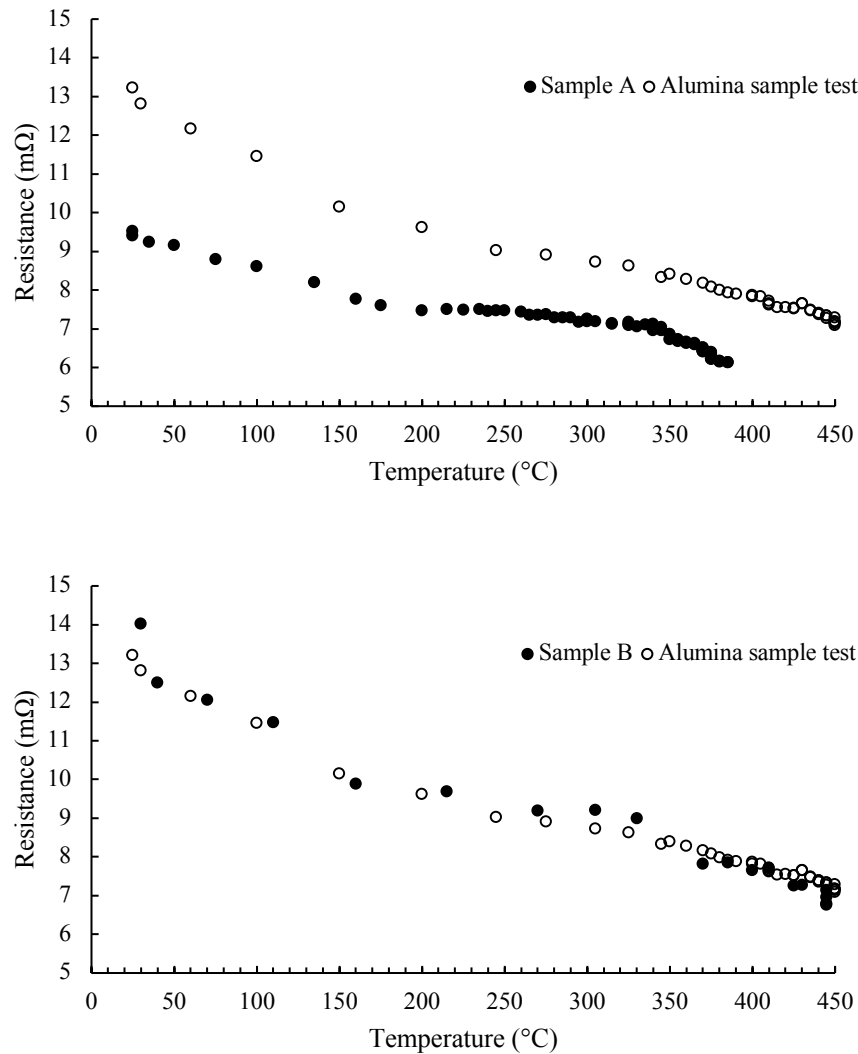 15
14
13
12
11
10
9
8
7
6
5
Resistance (mΩ)
Sample A Alumina sample test
0 50 100 150 200 250 300 350 400 450
Temperature (°C)
15
14
13
12
11
10
9
8
7
6
5
Resistance (mΩ)
Sample B Alumina sample test
0 50 100 150 200 250 300 350 400 450
Temperature (°C)